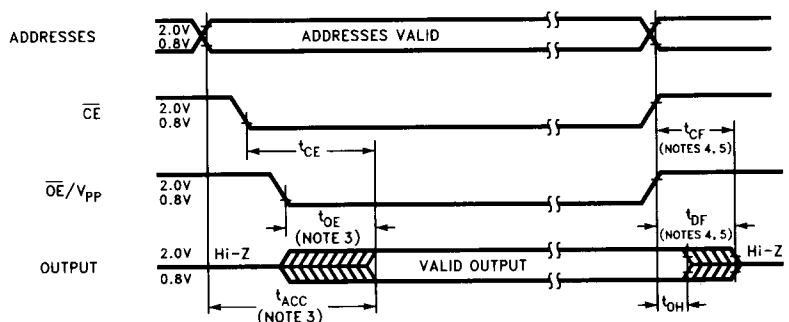 ADDRESSES
2.0V
0.8V
ADDRESSES VALID
CE
2.0V
0.8V
tCE
tCF
(NOTES 4, 5)
OE/VPP
2.0V
0.8V
tOE
(NOTE 3)
tDF
(NOTES 4, 5)
OUTPUT
2.0V
0.8V
Hi-Z
VALID OUTPUT
Hi-Z
tACC
(NOTE 3)
tOH